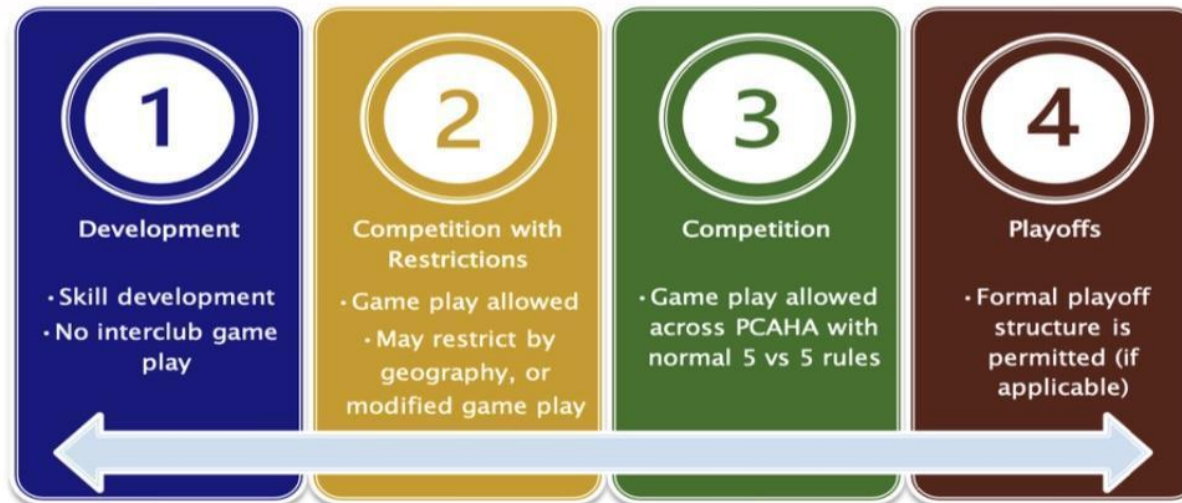 1
Development
• Skill development
• No interclub game
play
2
Competition with
Restrictions
• Game play allowed
• May restrict by
geography, or
modified game play
3
Competition
• Game play allowed
across PCAHA with
normal 5 vs 5 rules
4
Playoffs
• Formal playoff
structure is
permitted (if
applicable)